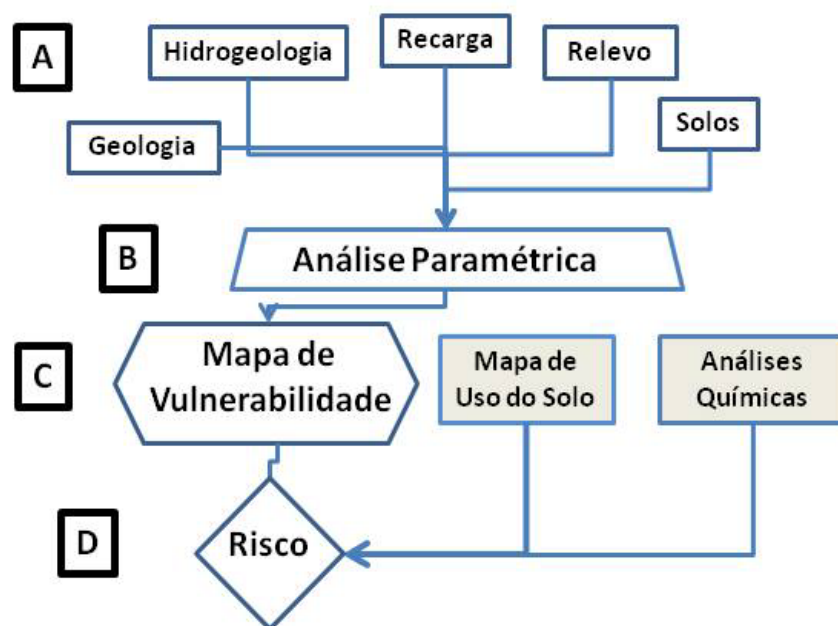 A
Hidrogeologia
Recarga
Relevo
Geologia
Solos
B
Análise Paramétrica
C
Mapa de
Vulnerabilidade
Mapa de
Uso do Solo
Análises
Químicas
D
Risco